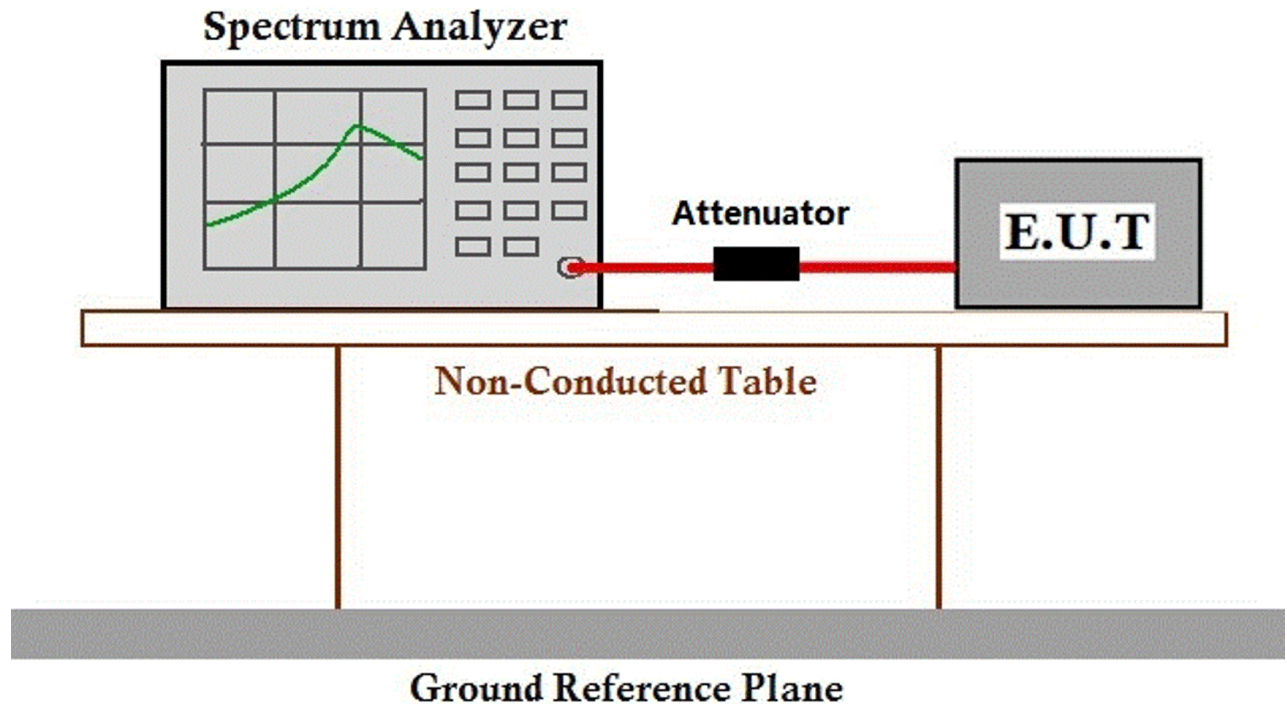 Spectrum Analyzer
Attenuator
E.U.T
Non-Conducted Table
Ground Reference Plane